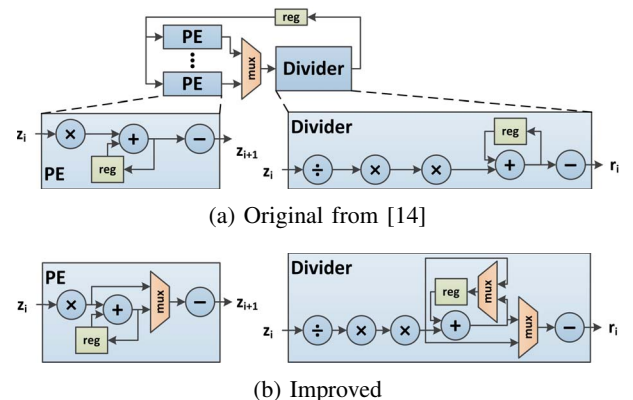 reg
PE
PE
mux
Divider
zi
×
+
−
zi+1
reg
PE
Divider
reg
zi
÷
×
×
+
−
ri
(a) Original from [14]
PE
mux
zi
×
+
−
zi+1
reg
Divider
reg
mux
mux
zi
÷
×
×
+
−
ri
(b) Improved